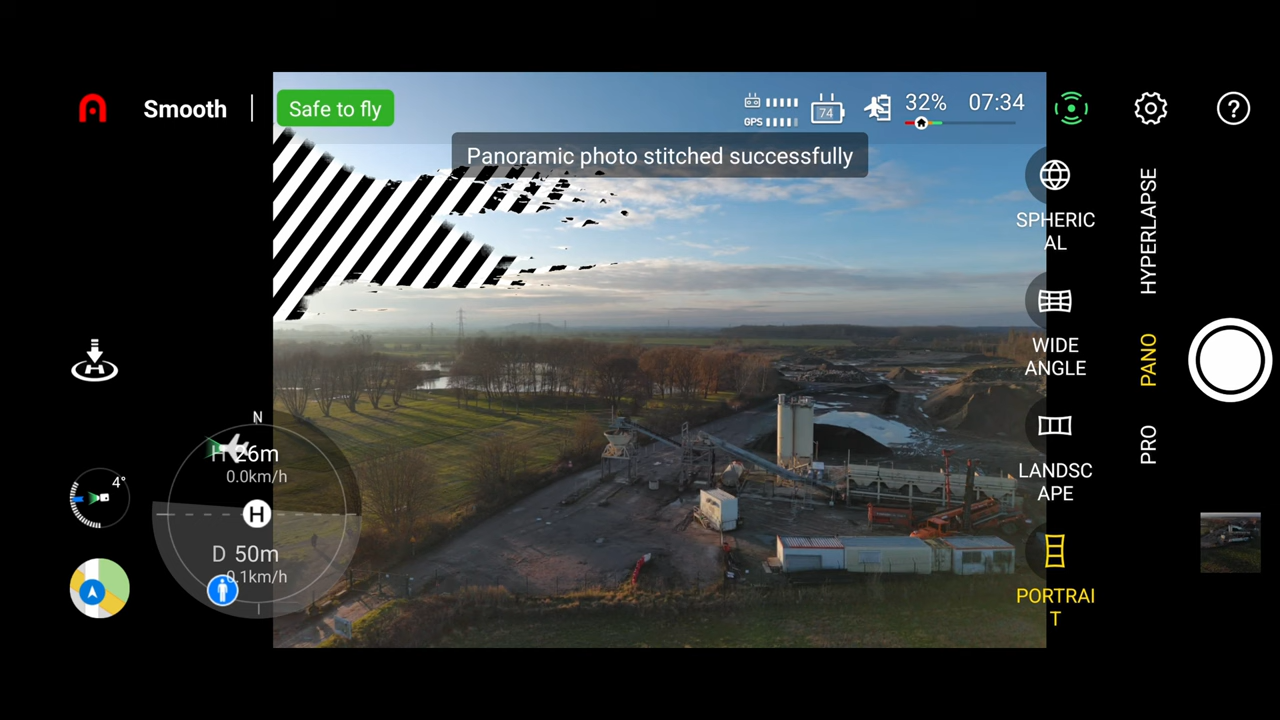 Smooth
Safe to fly
GPS
74
32%
07:34
Panoramic photo stitched successfully
SPHERIC
AL
WIDE
ANGLE
LANDSC
APE
PORTRAI
T
HYPERLAPSE
PANO
PRO
N
H 26m
0.0km/h
4°
H
D 50m
0.1km/h